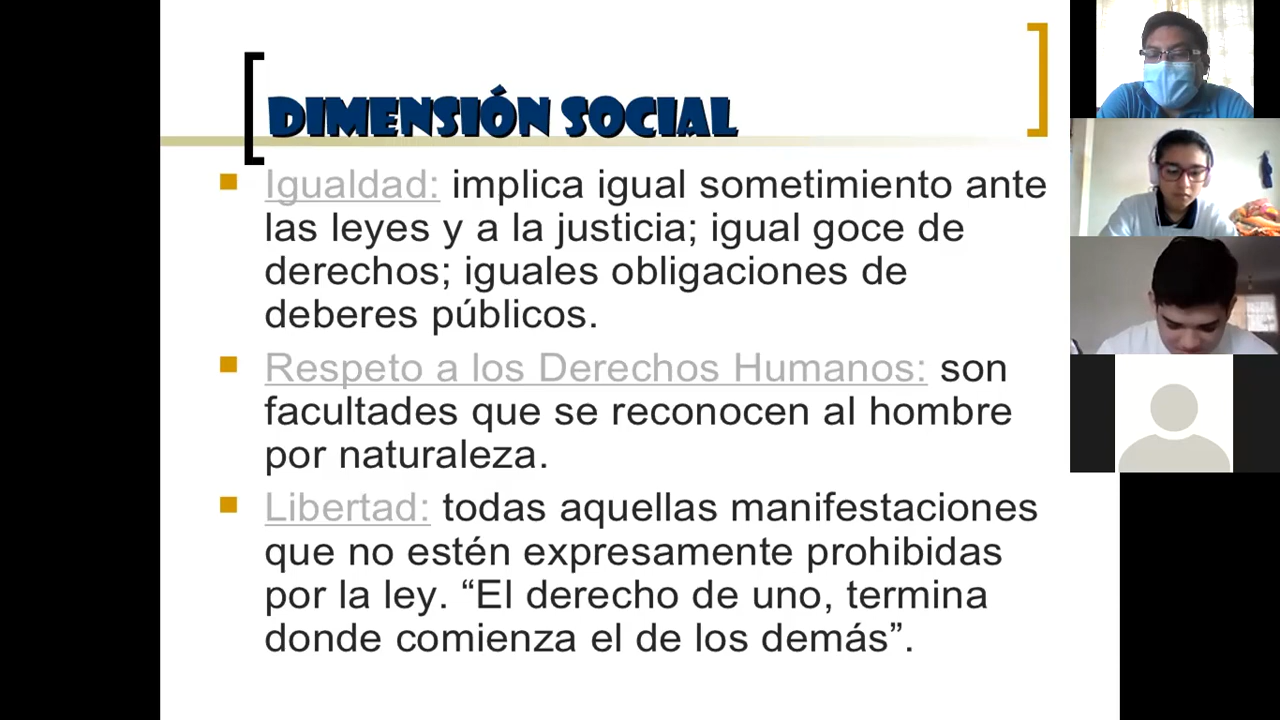 DIMENSIÓN SOCIAL
Igualdad: implica igual sometimiento ante
las leyes y a la justicia; igual goce de
derechos; iguales obligaciones de
deberes públicos.
Respeto a los Derechos Humanos: son
facultades que se reconocen al hombre
por naturaleza.
Libertad: todas aquellas manifestaciones
que no estén expresamente prohibidas
por la ley. “El derecho de uno, termina
donde comienza el de los demás”.